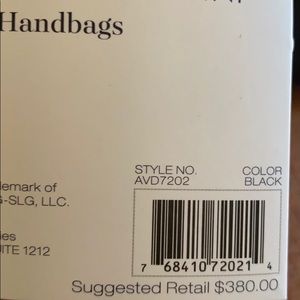 Handbags
STYLE NO. COLOR
AVD7202 BLACK
demark of
G-SLG, LLC.
ies
UITE 1212
7 68410 72021 4
Suggested Retail $380.00